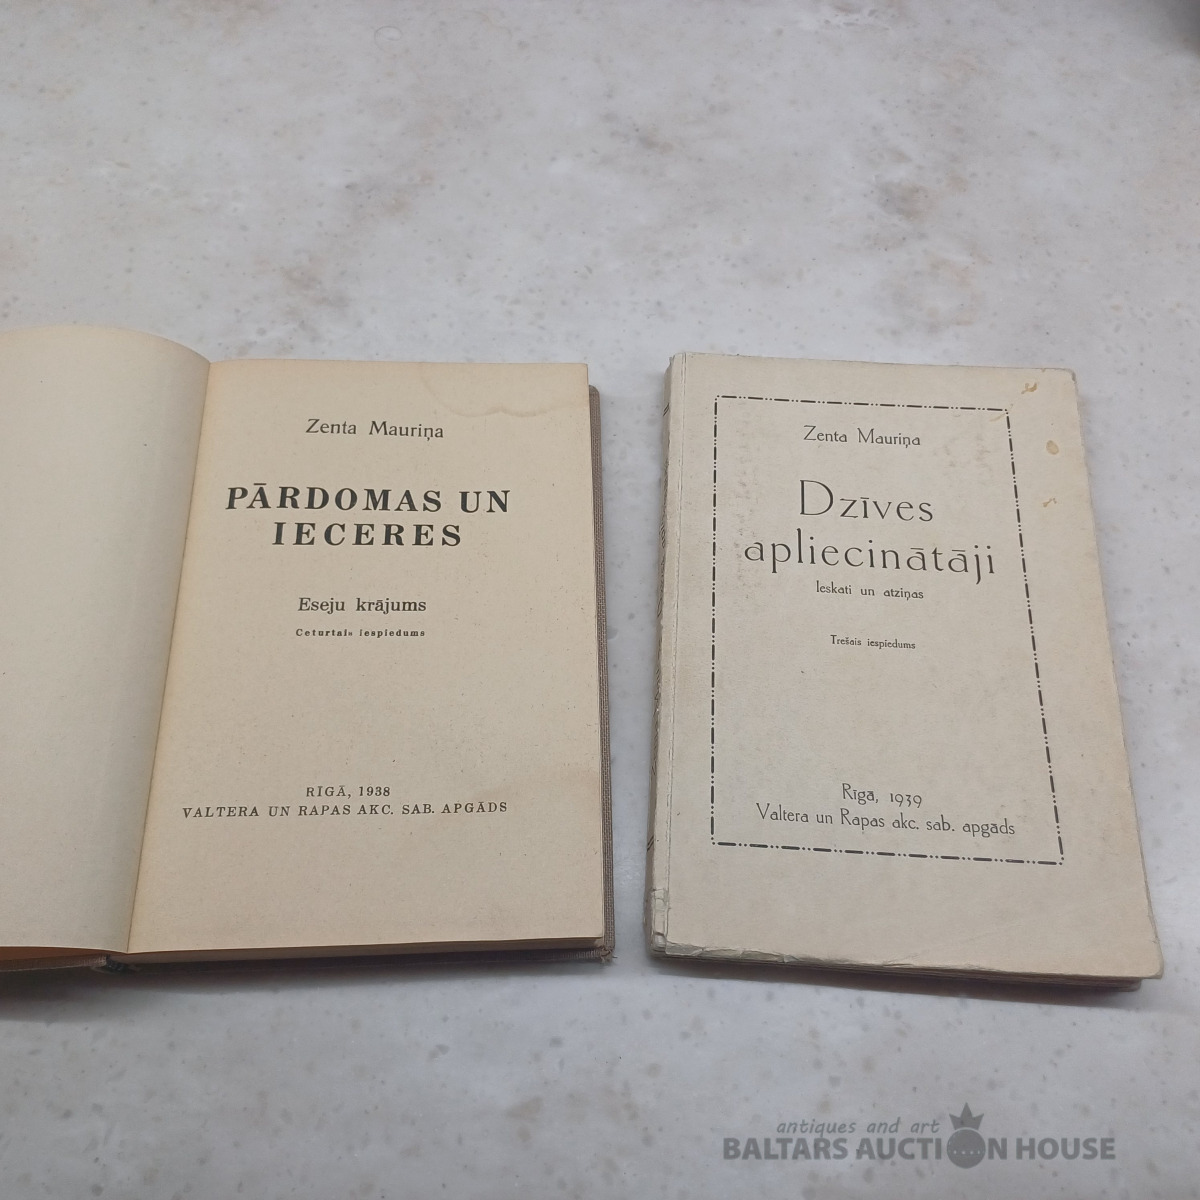 Zenta Mauriņa
PĀRDOMAS UN
IECERES
Eseju krājums
Ceturtais iespiedums
RĪGĀ, 1938
VALTERA UN RAPAS AKC. SAB. APGĀDS
Zenta Mauriņa
Dzīves
apliecinātāji
Ieskati un atziņas
Trešais iespiedums
Rīgā, 1939
Valtera un Rapas akc. sab. apgāds
antiques and art
BALTARS AUCTION HOUSE